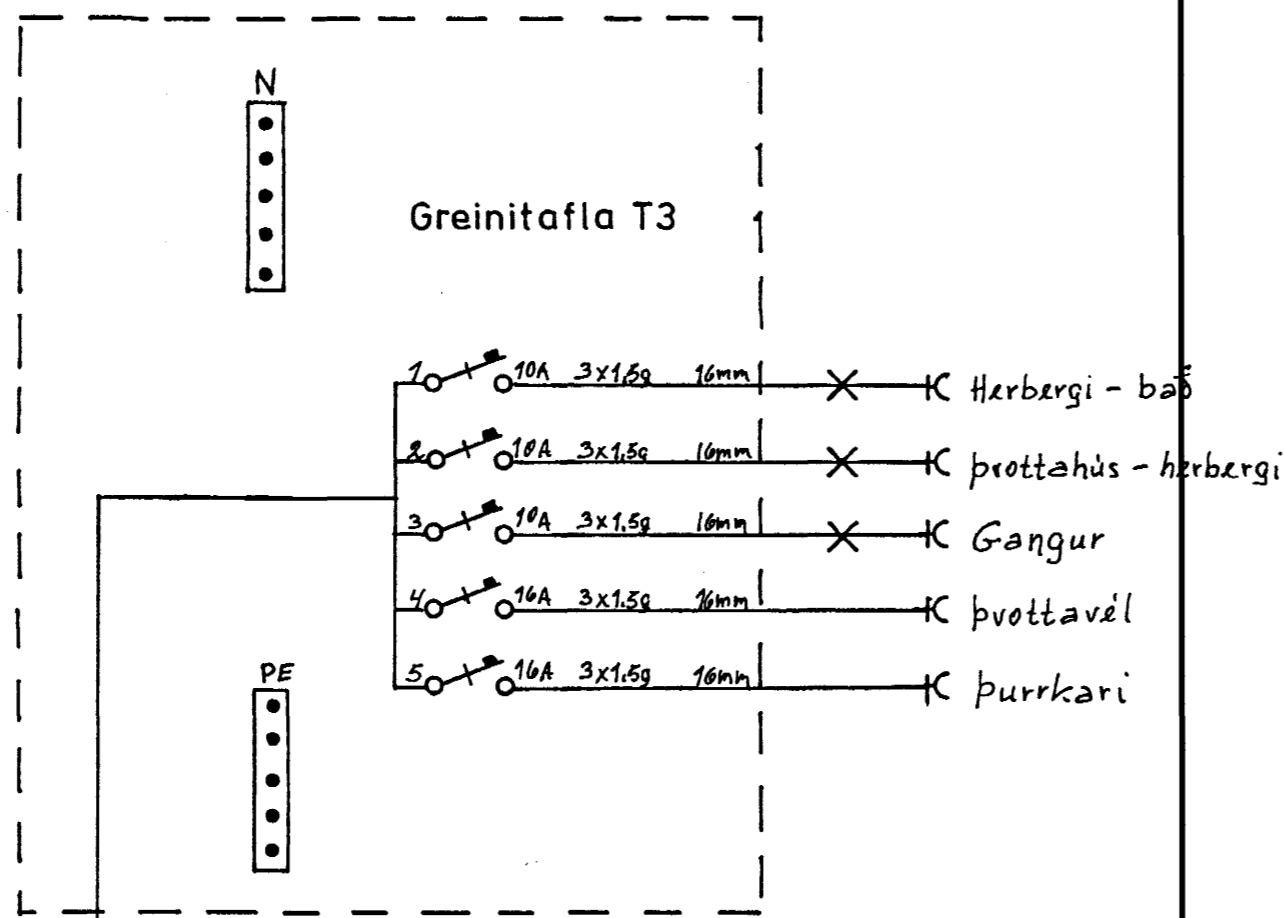 N
Greinitafla T3
1 10A 3x1,5q 16mm Herbergi - bað
2 10A 3x1,5q 16mm Þvottahús - herbergi
3 10A 3x1,5q 16mm Gangur
4 16A 3x1,5q 16mm Þvottavél
5 16A 3x1,5q 16mm Þurrkari
PE